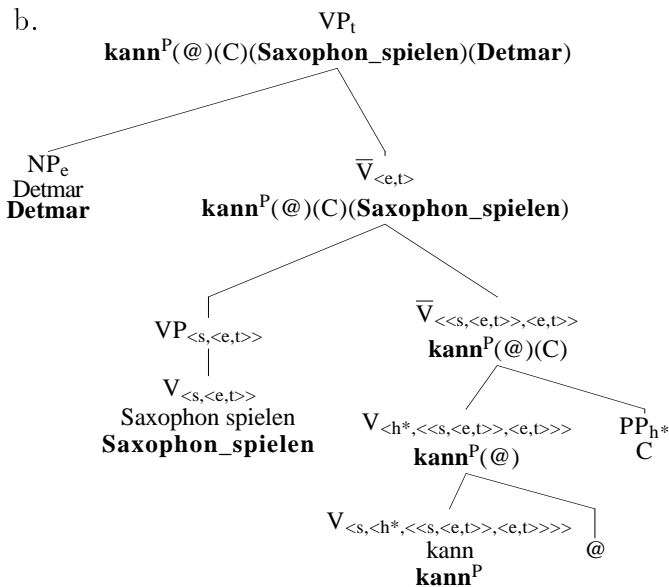 b.
VP_t
kann^P(@)(C)(Saxophon_spielen)(Detmar)
NP_e
Detmar
Detmar
V̅_<e,t>
kann^P(@)(C)(Saxophon_spielen)
VP_<s,<e,t>>
V_<s,<e,t>>
Saxophon spielen
Saxophon_spielen
V̅_<<s,<e,t>>,<e,t>>
kann^P(@)(C)
V_<h*,<<s,<e,t>>,<e,t>>>
kann^P(@)
PP_h*
C
V_<s,<h*,<<s,<e,t>>,<e,t>>>>
kann
kann^P
@